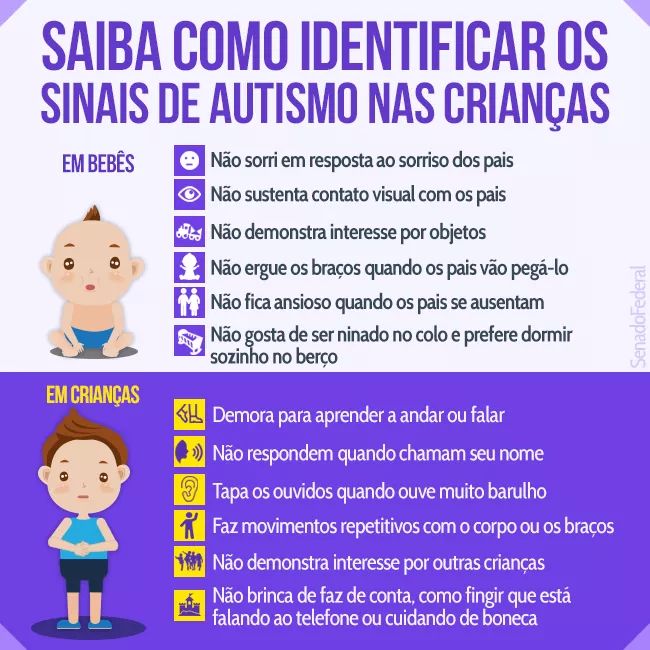 SAIBA COMO IDENTIFICAR OS
SINAIS DE AUTISMO NAS CRIANÇAS
EM BEBÊS
Não sorri em resposta ao sorriso dos pais
Não sustenta contato visual com os pais
Não demonstra interesse por objetos
Não ergue os braços quando os pais vão pegá-lo
Não fica ansioso quando os pais se ausentam
Não gosta de ser ninado no colo e prefere dormir
sozinho no berço
SenadoFederal
EM CRIANÇAS
Demora para aprender a andar ou falar
Não respondem quando chamam seu nome
Tapa os ouvidos quando ouve muito barulho
Faz movimentos repetitivos com o corpo ou os braços
Não demonstra interesse por outras crianças
Não brinca de faz de conta, como fingir que está
falando ao telefone ou cuidando de boneca